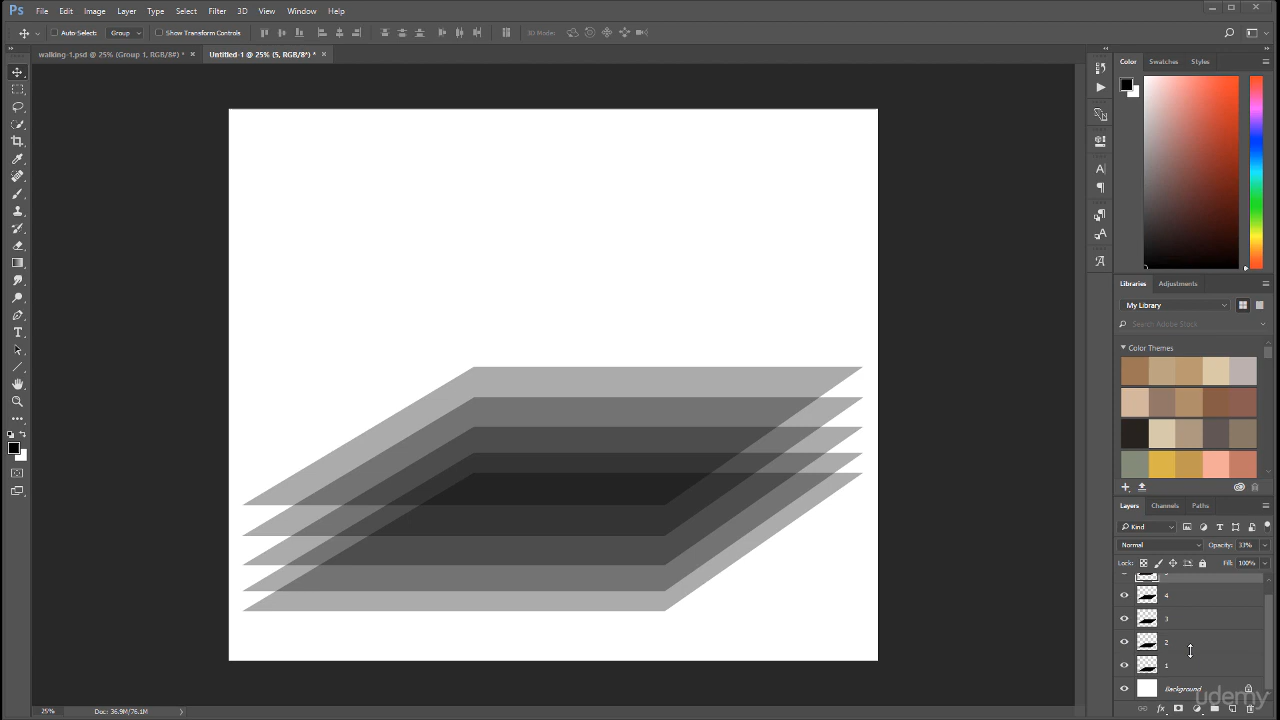 Ps File Edit Image Layer Type Select Filter 3D View Window Help
Auto-Select: Group Show Transform Controls 3D Mode:
walking-1.psd @ 25% (Group 1, RGB/8#) * × Untitled-1 @ 25% (5, RGB/8*) * ×
Color Swatches Styles
Libraries Adjustments
My Library
Search Adobe Stock
Color Themes
Layers Channels Paths
Kind
Normal Opacity: 33%
Lock: Fill: 100%
4
3
2
1
Background
udemy
25% Doc: 36.9M/76.1M